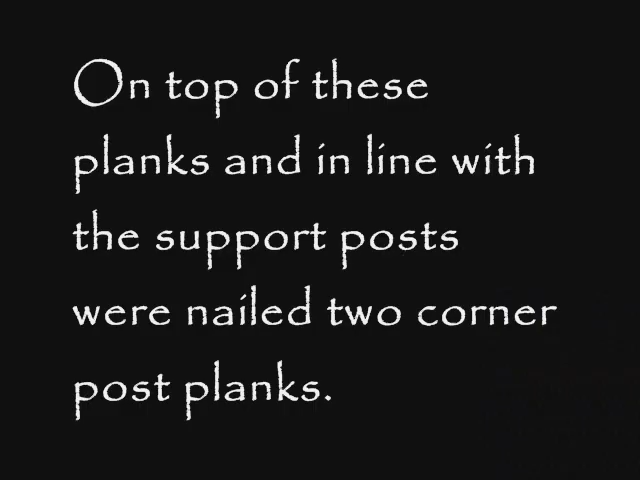 On top of these
planks and in line with
the support posts
were nailed two corner
post planks.